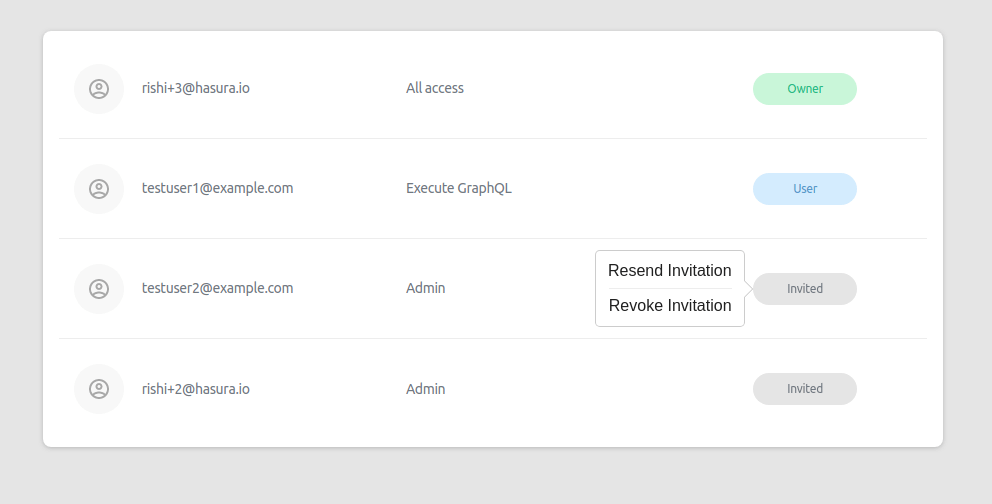 rishi+3@hasura.io All access Owner
testuser1@example.com Execute GraphQL User
Resend Invitation
testuser2@example.com Admin Invited
Revoke Invitation
rishi+2@hasura.io Admin Invited